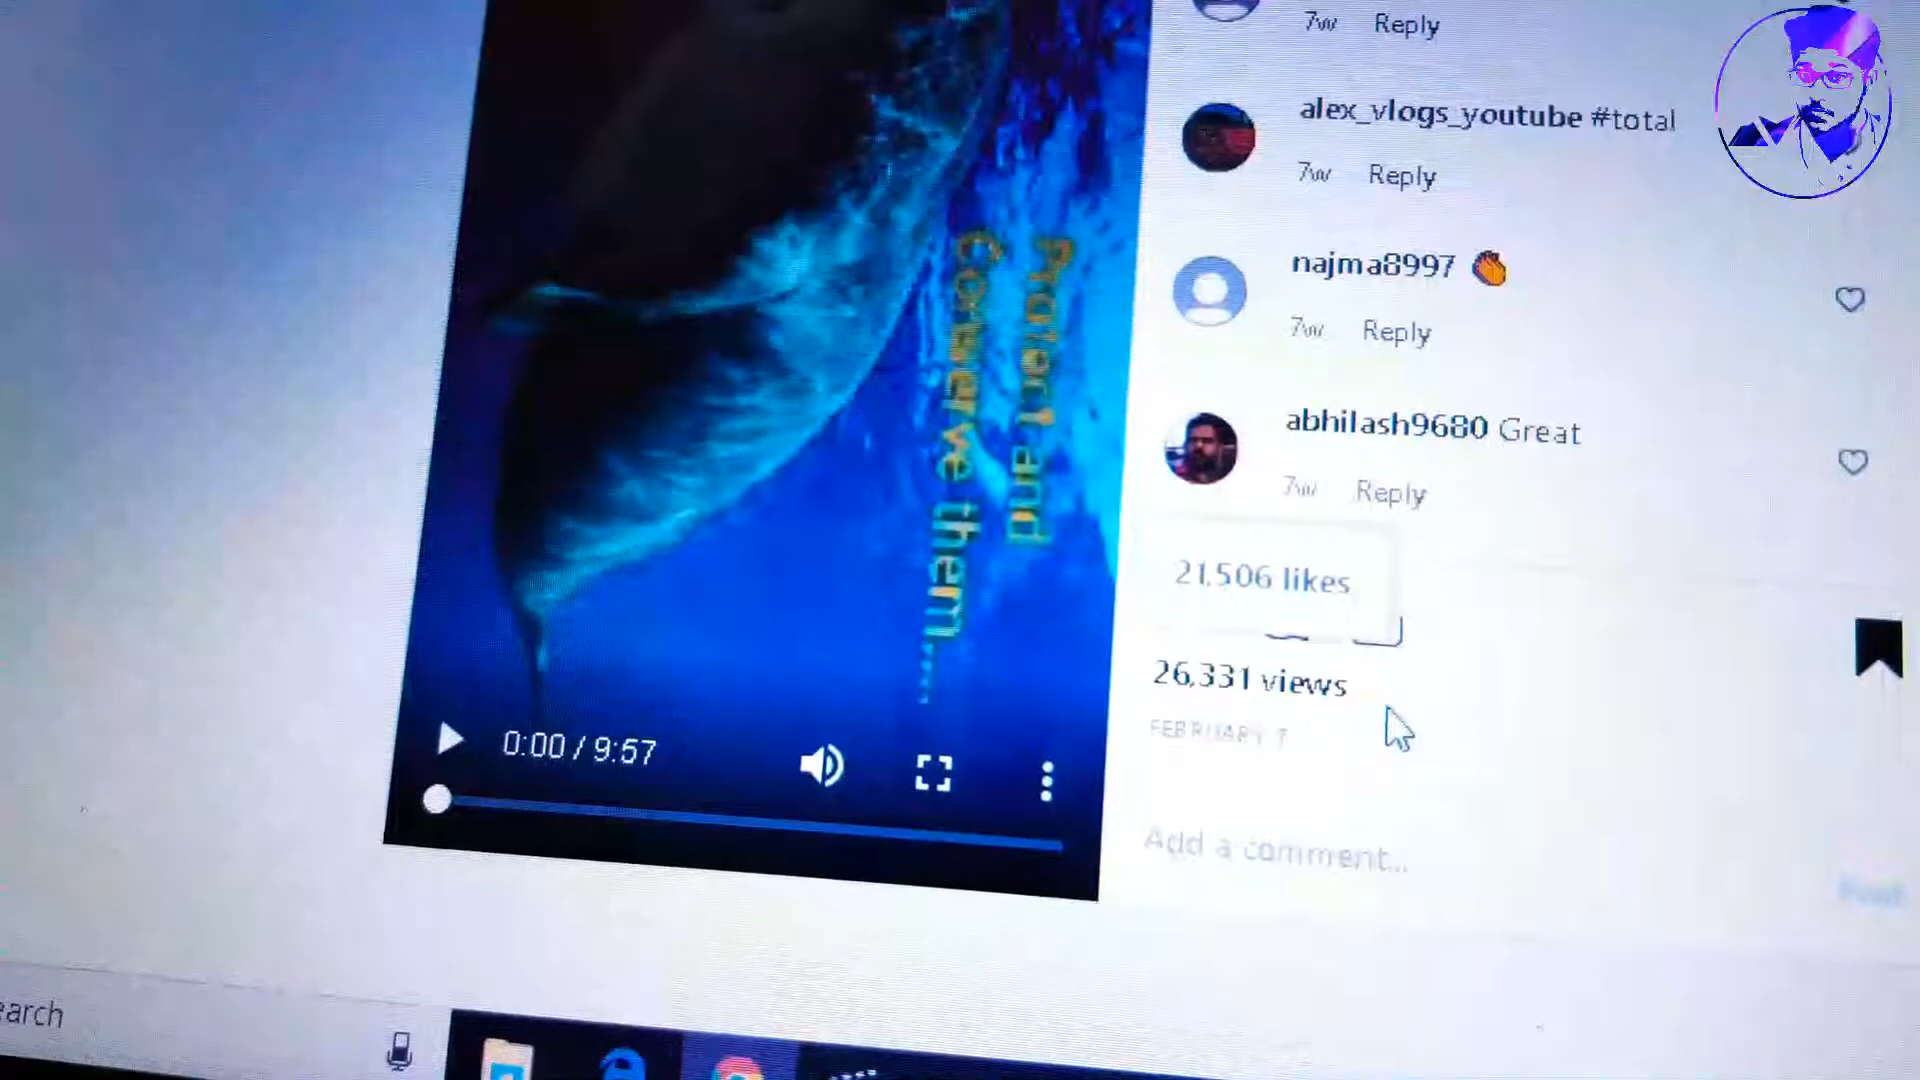 7w Reply
alex_vlogs_youtube #total
7w Reply
najma8997
7w Reply
abhilash9680 Great
7w Reply
21,506 likes
26,331 views
FEBRUARY 7
Add a comment...
Post
Protect and
Conserve them.....
0:00 / 9:57
earch